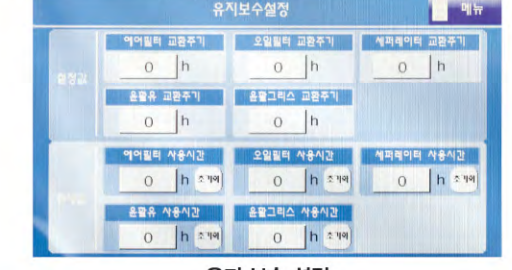 유지보수설정
메뉴
에어필터 교환주기 오일필터 교환주기 세퍼레이터 교환주기
설정값
0 h 0 h 0 h
윤활유 교환주기 윤활그리스 교환주기
0 h 0 h
에어필터 사용시간 오일필터 사용시간 세퍼레이터 사용시간
0 h 초기화 0 h 초기화 0 h 초기화
윤활유 사용시간 윤활그리스 사용시간
0 h 초기화 0 h 초기화